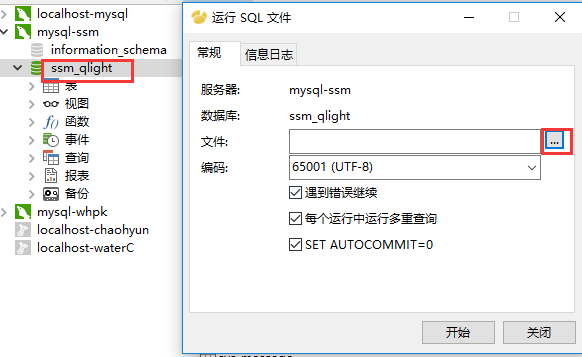 localhost-mysql
mysql-ssm
information_schema
ssm_qlight
表
视图
f() 函数
事件
查询
报表
备份
mysql-whpk
localhost-chaohyun
localhost-waterC
运行 SQL 文件
常规 信息日志
服务器: mysql-ssm
数据库: ssm_qlight
文件: ...
编码: 65001 (UTF-8)
遇到错误继续
每个运行中运行多重查询
SET AUTOCOMMIT=0
开始 关闭